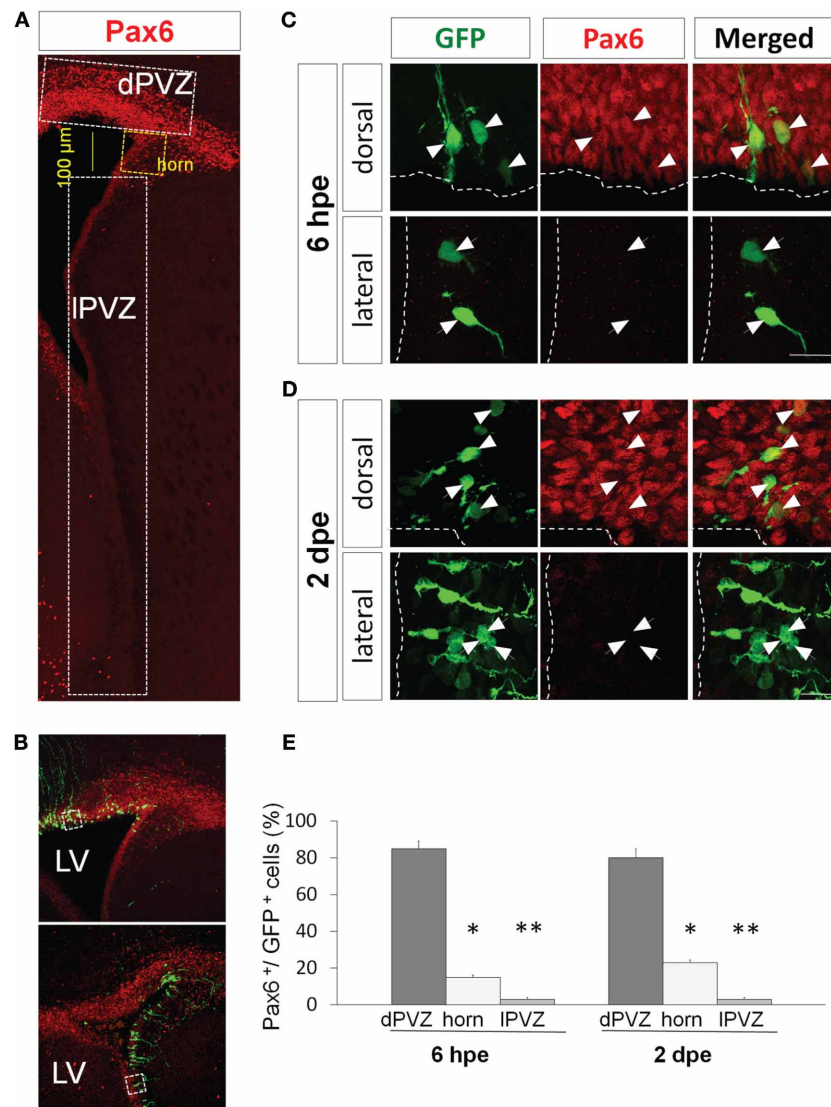 A
Pax6
dPVZ
100 µm
horn
lPVZ
B
LV
LV
C
GFP
Pax6
Merged
6 hpe
dorsal
lateral
D
2 dpe
dorsal
lateral
E
Pax6+/ GFP+ cells (%)
100
80
60
40
20
0
* ** * **
dPVZ horn lPVZ dPVZ horn lPVZ
6 hpe 2 dpe